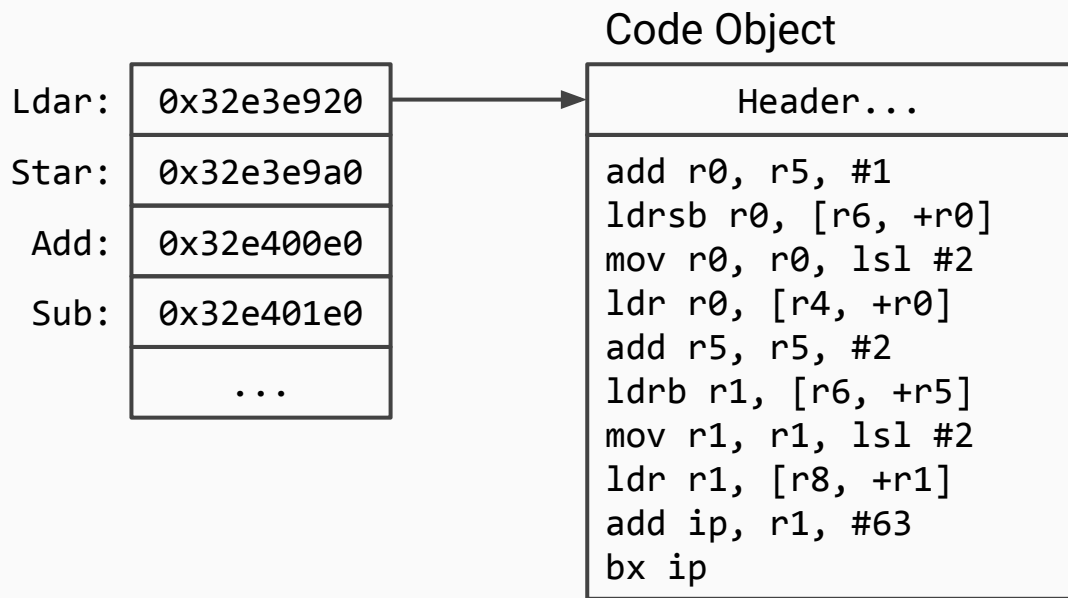 Code Object
Ldar: 0x32e3e920
Header...
Star: 0x32e3e9a0
Add: 0x32e400e0
Sub: 0x32e401e0
...
add r0, r5, #1
ldrsb r0, [r6, +r0]
mov r0, r0, lsl #2
ldr r0, [r4, +r0]
add r5, r5, #2
ldrb r1, [r6, +r5]
mov r1, r1, lsl #2
ldr r1, [r8, +r1]
add ip, r1, #63
bx ip